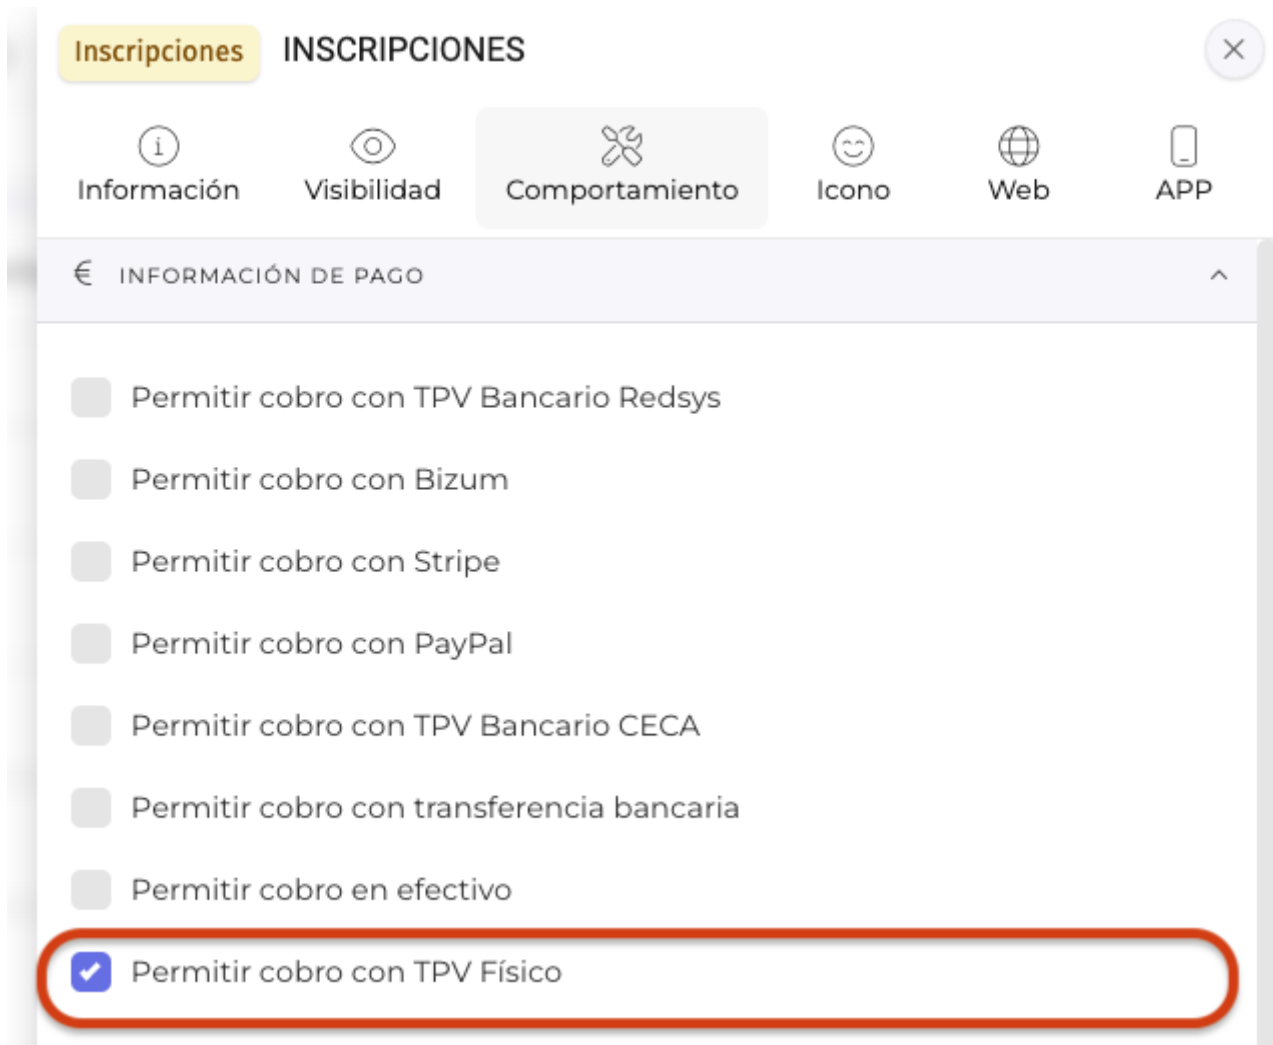 Inscripciones INSCRIPCIONES
Información Visibilidad Comportamiento Icono Web APP
€ INFORMACIÓN DE PAGO
Permitir cobro con TPV Bancario Redsys
Permitir cobro con Bizum
Permitir cobro con Stripe
Permitir cobro con PayPal
Permitir cobro con TPV Bancario CECA
Permitir cobro con transferencia bancaria
Permitir cobro en efectivo
Permitir cobro con TPV Físico